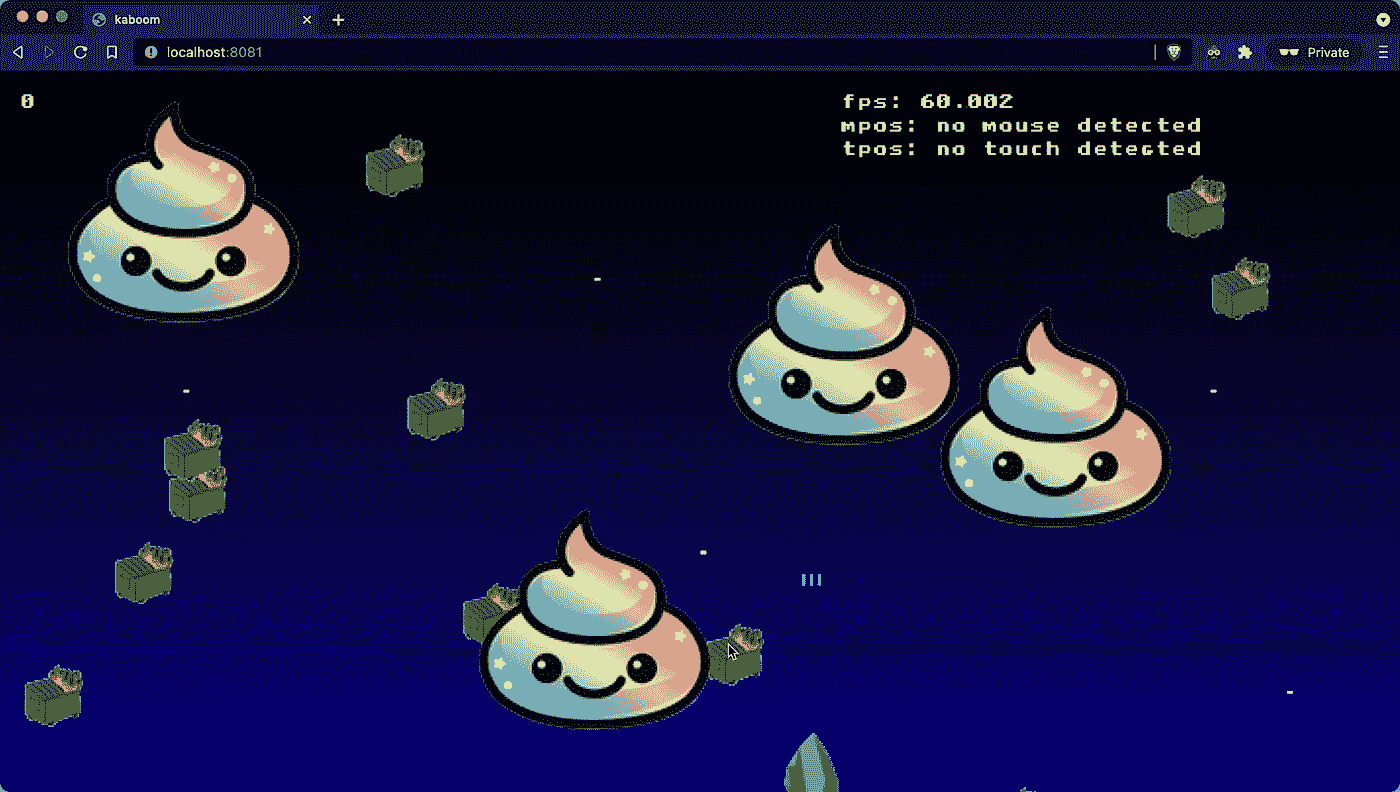 kaboom
localhost:8081
Private
0
fps: 60.002
mpos: no mouse detected
tpos: no touch detected